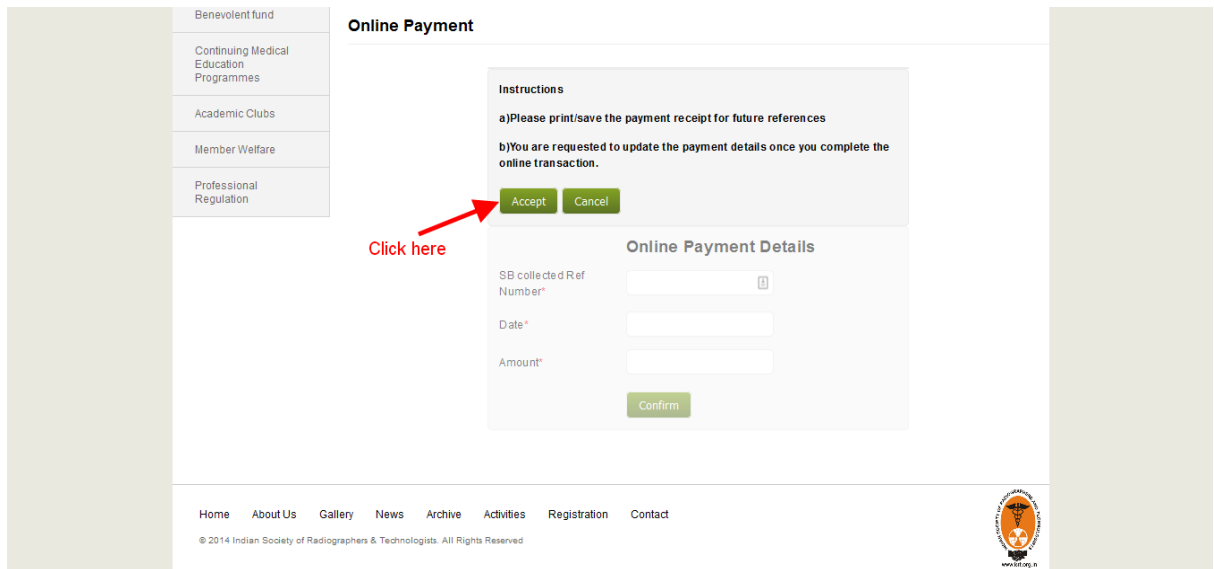 Benevolent fund
Online Payment
Continuing Medical
Education
Programmes
Academic Clubs
Member Welfare
Professional
Regulation
Instructions
a)Please print/save the payment receipt for future references
b)You are requested to update the payment details once you complete the
online transaction.
Accept Cancel
Click here
Online Payment Details
SB collected Ref
Number*
Date*
Amount*
Confirm
Home About Us Gallery News Archive Activities Registration Contact
© 2014 Indian Society of Radiographers & Technologists. All Rights Reserved